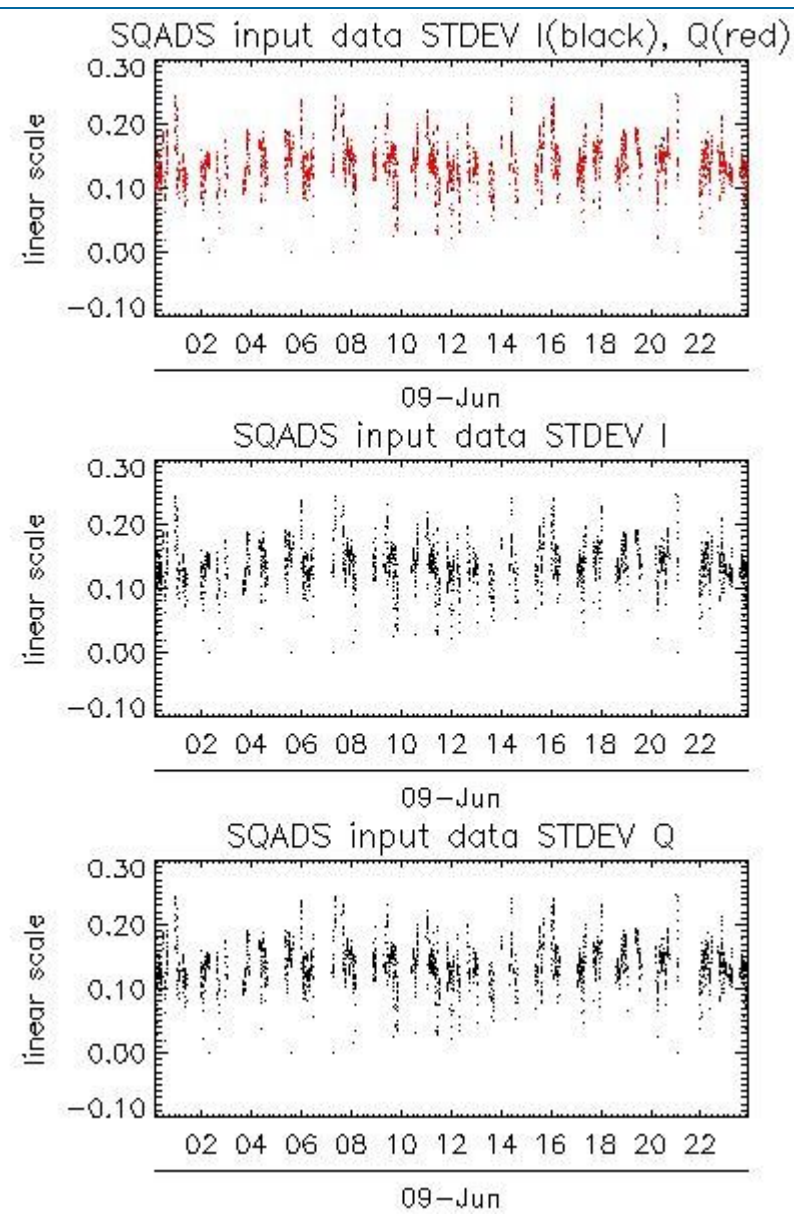 SQADS input data STDEV I(black), Q(red)
0.30
0.20
0.10
0.00
−0.10
linear scale
02 04 06 08 10 12 14 16 18 20 22
09−Jun
SQADS input data STDEV I
0.30
0.20
0.10
0.00
−0.10
linear scale
02 04 06 08 10 12 14 16 18 20 22
09−Jun
SQADS input data STDEV Q
0.30
0.20
0.10
0.00
−0.10
linear scale
02 04 06 08 10 12 14 16 18 20 22
09−Jun